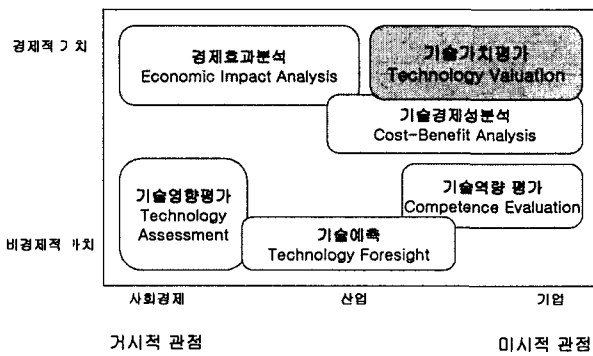 경제적 가치
경제효과분석
Economic Impact Analysis
기술가치평가
Technology Valuation
기술경제성분석
Cost-Benefit Analysis
기술영향평가
Technology
Assessment
기술역량 평가
Competence Evaluation
기술예측
Technology Foresight
비경제적 가치
사회경제
산업
기업
거시적 관점
미시적 관점